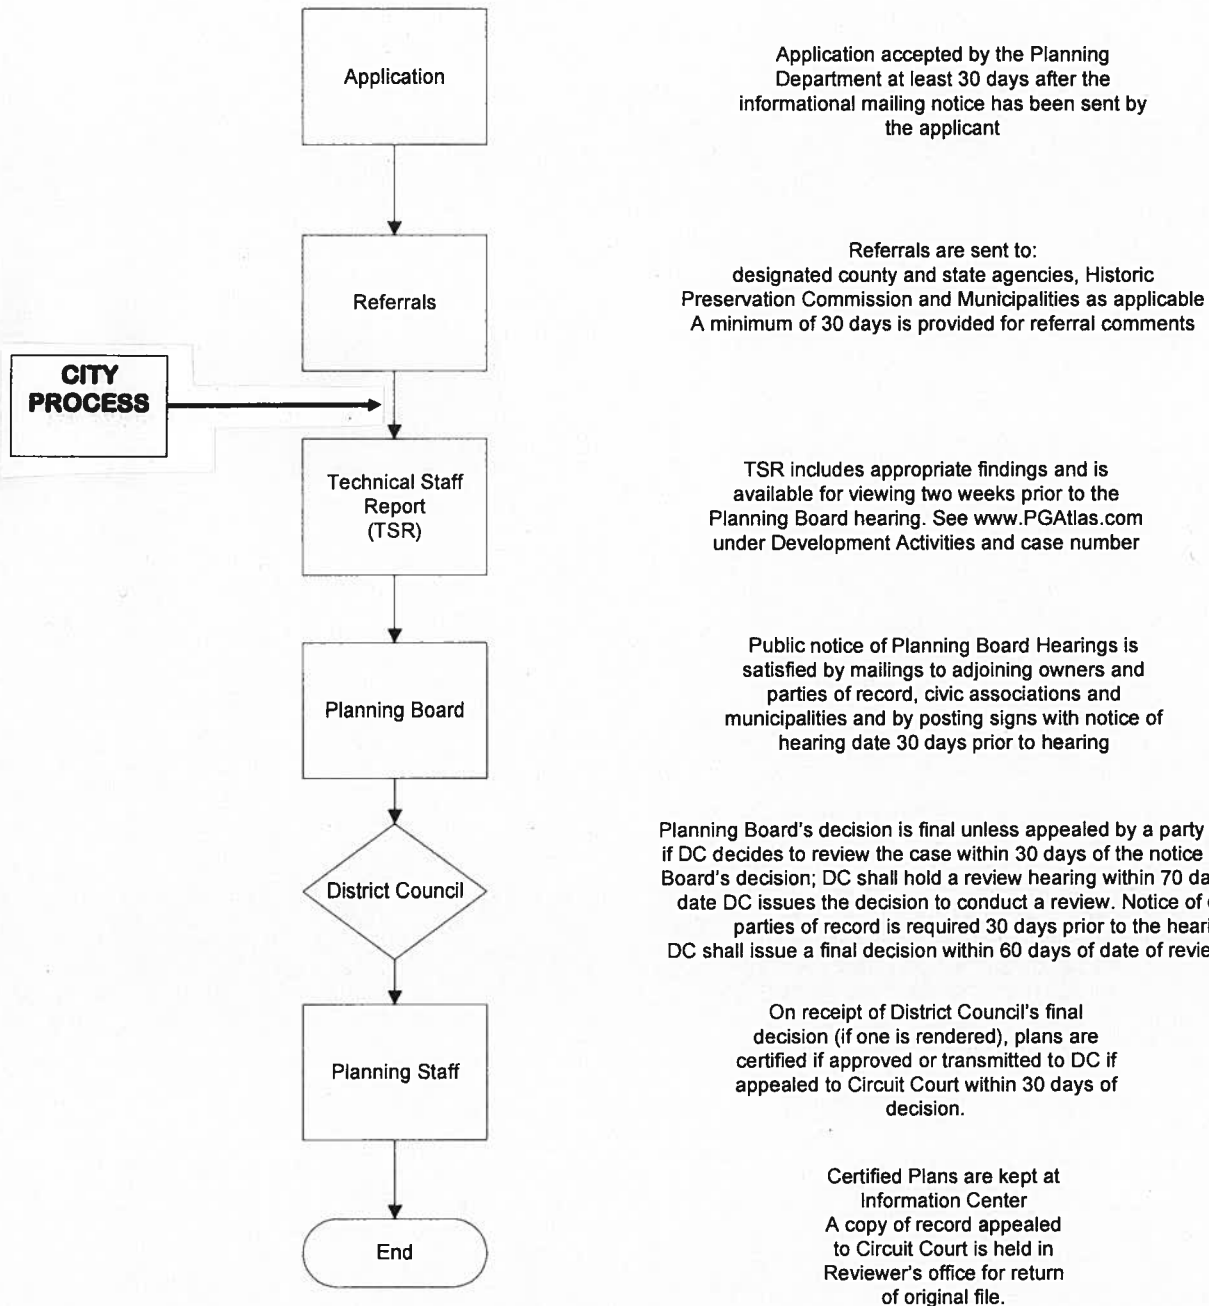 Application
Application accepted by the Planning
Department at least 30 days after the
informational mailing notice has been sent by
the applicant
Referrals
Referrals are sent to:
designated county and state agencies, Historic
Preservation Commission and Municipalities as applicable
A minimum of 30 days is provided for referral comments
CITY
PROCESS
Technical Staff
Report
(TSR)
TSR includes appropriate findings and is
available for viewing two weeks prior to the
Planning Board hearing. See www.PGAtlas.com
under Development Activities and case number
Planning Board
Public notice of Planning Board Hearings is
satisfied by mailings to adjoining owners and
parties of record, civic associations and
municipalities and by posting signs with notice of
hearing date 30 days prior to hearing
District Council
Planning Board's decision is final unless appealed by a party
if DC decides to review the case within 30 days of the notice
Board's decision; DC shall hold a review hearing within 70
date DC issues the decision to conduct a review. Notice of
parties of record is required 30 days prior to the
DC shall issue a final decision within 60 days of date of
Planning Staff
On receipt of District Council's final
decision (if one is rendered), plans are
certified if approved or transmitted to DC if
appealed to Circuit Court within 30 days of
decision.
End
Certified Plans are kept at
Information Center
A copy of record appealed
to Circuit Court is held in
Reviewer's office for return
of original file.